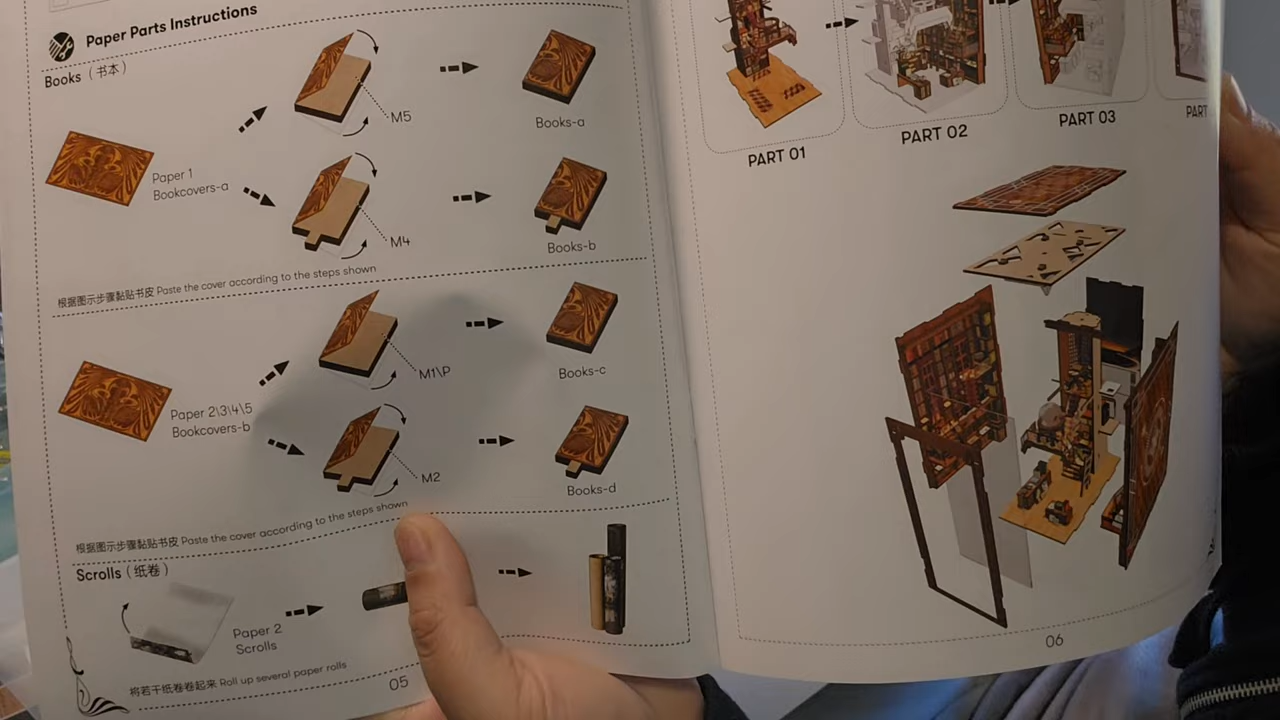 Paper Parts Instructions
Books（书本）
M5
Books-a
Paper 1
Bookcovers-a
M4
Books-b
根据图示步骤黏贴书皮 Paste the cover according to the steps shown
M1\P
Books-c
Paper 2\3\4\5
Bookcovers-b
M2
Books-d
根据图示步骤黏贴书皮 Paste the cover according to the steps shown
Scrolls（纸卷）
Paper 2
Scrolls
将若干纸卷卷起来 Roll up several paper rolls
05
PART 01
PART 02
PART 03
PART
06